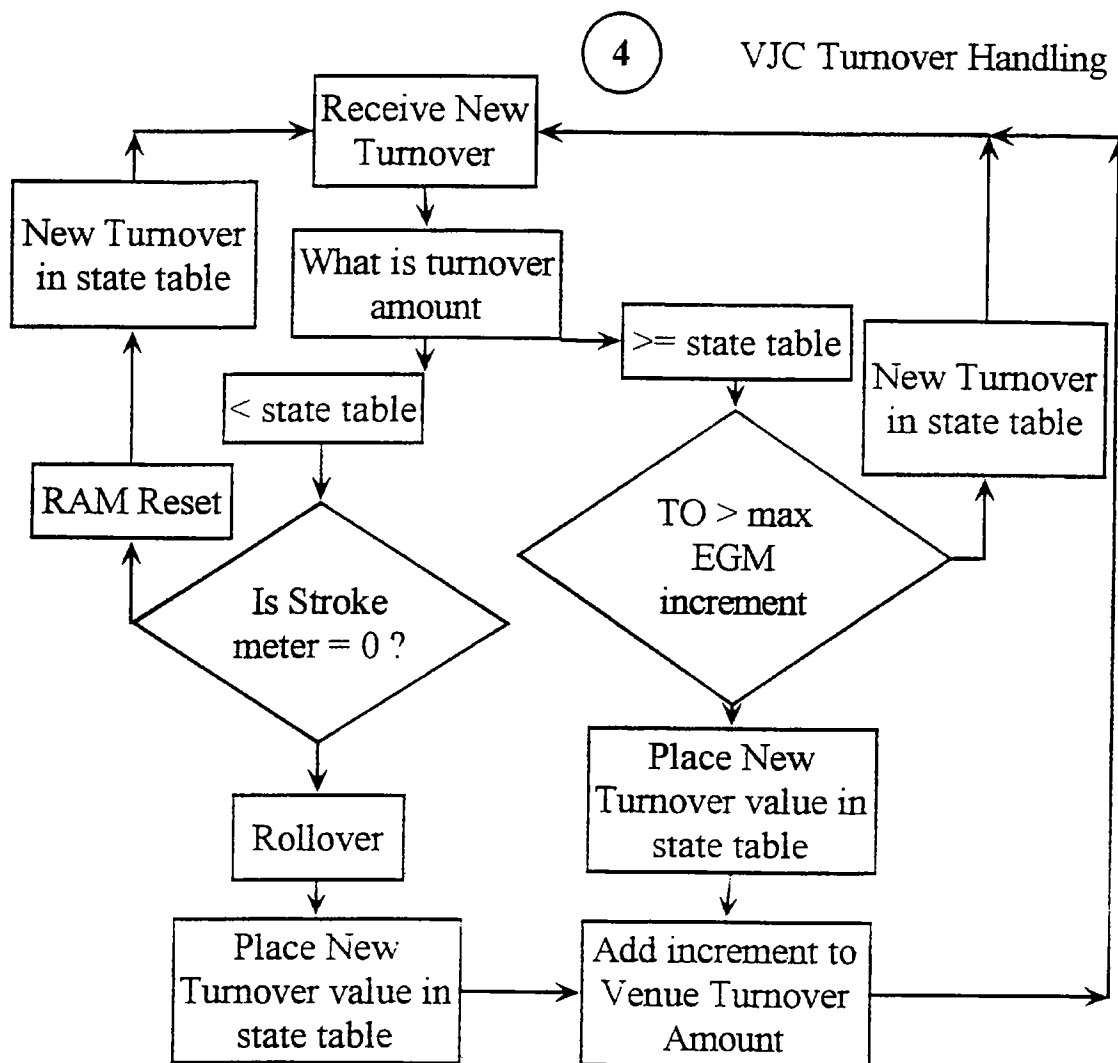 4
VJC Turnover Handling
Receive New
Turnover
New Turnover
in state table
What is turnover
amount
>= state table
New Turnover
in state table
< state table
RAM Reset
TO > max
EGM
increment
Is Stroke
meter = 0 ?
Place New
Turnover value in
state table
Rollover
Place New
Turnover value in
state table
Add increment to
Venue Turnover
Amount